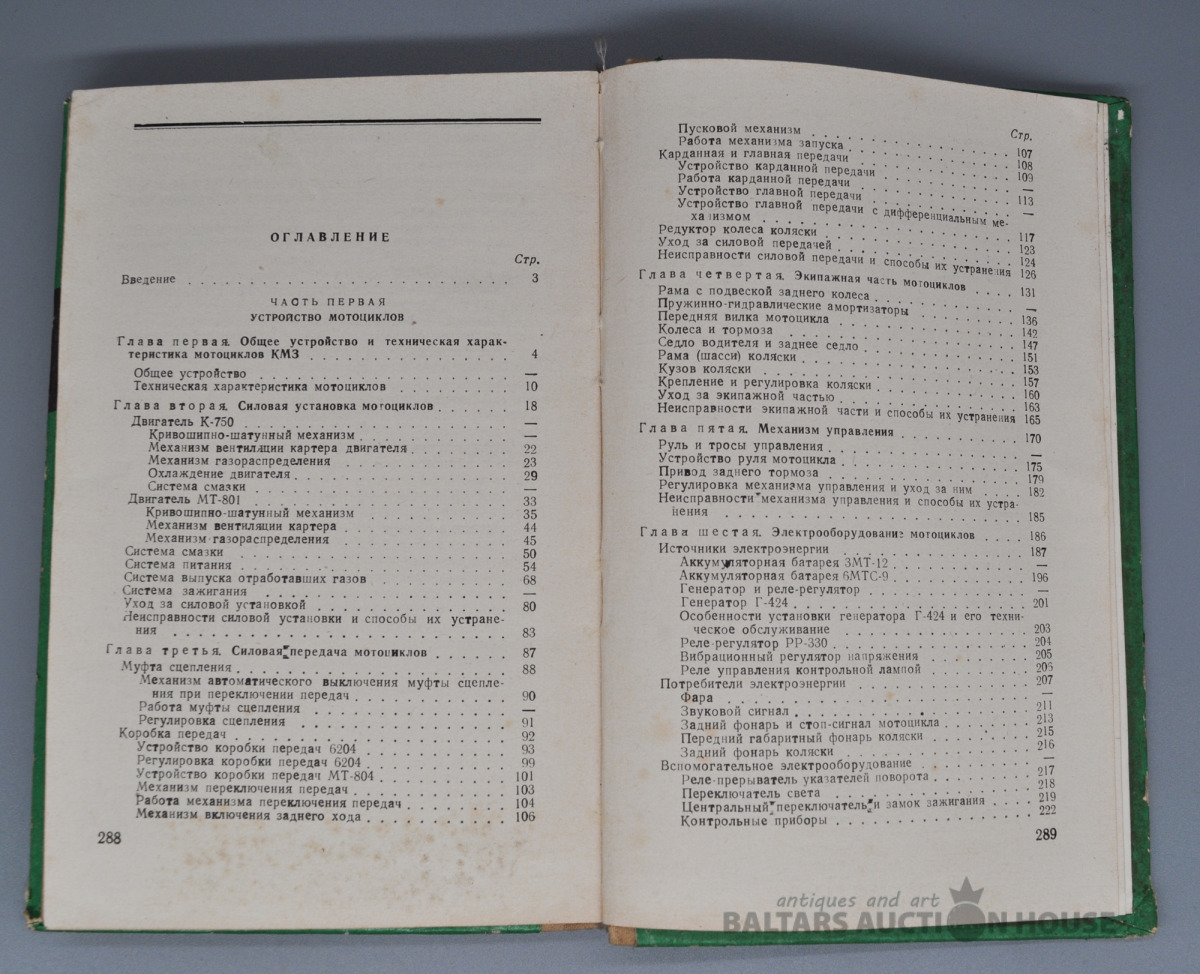 ОГЛАВЛЕНИЕ
Стр.
Введение . . . . . . . . . . 3
ЧАСТЬ ПЕРВАЯ
УСТРОЙСТВО МОТОЦИКЛОВ
Глава первая. Общее устройство и техническая харак-
теристика мотоциклов КМЗ . . . . . . . . . . 4
Общее устройство . . . . . . . . . . —
Техническая характеристика мотоциклов . . . . . . . . . . 10
Глава вторая. Силовая установка мотоциклов . . . . . . 18
Двигатель К-750 . . . . . . . . . . —
Кривошипно-шатунный механизм . . . . . . . . . . —
Механизм вентиляции картера двигателя . . . . . . . . . . 22
Механизм газораспределения . . . . . . . . . . 23
Охлаждение двигателя . . . . . . . . . . 29
Система смазки . . . . . . . . . . —
Двигатель МТ-801 . . . . . . . . . . 33
Кривошипно-шатунный механизм . . . . . . . . . . 35
Механизм вентиляции картера . . . . . . . . . . 44
Механизм газораспределения . . . . . . . . . . 45
Система смазки . . . . . . . . . . 50
Система питания . . . . . . . . . . 54
Система выпуска отработавших газов . . . . . . . . . . 68
Система зажигания . . . . . . . . . . —
Уход за силовой установкой . . . . . . . . . . 80
Неисправности силовой установки и способы их устране-
ния . . . . . . . . . . 83
Глава третья. Силовая передача мотоциклов . . . . . . 87
Муфта сцепления . . . . . . . . . . 88
Механизм автоматического выключения муфты сцепле-
ния при переключении передач . . . . . . . . . . 90
Работа муфты сцепления . . . . . . . . . . —
Регулировка сцепления . . . . . . . . . . 91
Коробка передач . . . . . . . . . . 92
Устройство коробки передач 6204 . . . . . . . . . . 93
Регулировка коробки передач 6204 . . . . . . . . . . 99
Устройство коробки передач МТ-804 . . . . . . . . . . 101
Механизм переключения передач . . . . . . . . . . 103
Работа механизма переключения передач . . . . . . . . . . 104
Механизм включения заднего хода . . . . . . . . . . 106
288
Стр.
Пусковой механизм . . . . . . . . . . 107
Работа механизма запуска . . . . . . . . . . 108
Карданная и главная передачи . . . . . . . . . . 109
Устройство карданной передачи . . . . . . . . . . —
Работа карданной передачи . . . . . . . . . . 113
Устройство главной передачи . . . . . . . . . . —
Устройство главной передачи с дифференциальным ме-
ханизмом . . . . . . . . . . 117
Редуктор колеса коляски . . . . . . . . . . 123
Уход за силовой передачей . . . . . . . . . . 124
Неисправности силовой передачи и способы их устранения 126
Глава четвертая. Экипажная часть мотоциклов . . . . 131
Рама с подвеской заднего колеса . . . . . . . . . . —
Пружинно-гидравлические амортизаторы . . . . . . . . . . 136
Передняя вилка мотоцикла . . . . . . . . . . 142
Колеса и тормоза . . . . . . . . . . 147
Седло водителя и заднее седло . . . . . . . . . . 151
Рама (шасси) коляски . . . . . . . . . . 153
Кузов коляски . . . . . . . . . . 157
Крепление и регулировка коляски . . . . . . . . . . 160
Уход за экипажной частью . . . . . . . . . . 163
Неисправности экипажной части и способы их устранения 165
Глава пятая. Механизм управления . . . . . . . . . . 170
Руль и тросы управления . . . . . . . . . . —
Устройство руля мотоцикла . . . . . . . . . . 175
Привод заднего тормоза . . . . . . . . . . 179
Регулировка механизма управления и уход за ним . . . . 182
Неисправности механизма управления и способы их устра-
нения . . . . . . . . . . 185
Глава шестая. Электрооборудование мотоциклов . . . . 186
Источники электроэнергии . . . . . . . . . . 187
Аккумуляторная батарея 3МТ-12 . . . . . . . . . . —
Аккумуляторная батарея 6МТС-9 . . . . . . . . . . 196
Генератор и реле-регулятор . . . . . . . . . . —
Генератор Г-424 . . . . . . . . . . 201
Особенности установки генератора Г-424 и его техни-
ческое обслуживание . . . . . . . . . . 203
Реле-регулятор РР-330 . . . . . . . . . . 204
Вибрационный регулятор напряжения . . . . . . . . . . 205
Реле управления контрольной лампой . . . . . . . . . . 206
Потребители электроэнергии . . . . . . . . . . 207
Фара . . . . . . . . . . —
Звуковой сигнал . . . . . . . . . . 211
Задний фонарь и стоп-сигнал мотоцикла . . . . . . . . . . 213
Передний габаритный фонарь коляски . . . . . . . . . . 215
Задний фонарь коляски . . . . . . . . . . 216
Вспомогательное электрооборудование . . . . . . . . . . —
Реле-прерыватель указателей поворота . . . . . . . . . . 217
Переключатель света . . . . . . . . . . 218
Центральный переключатель и замок зажигания . . . . 219
Контрольные приборы . . . . . . . . . . 222
289
antiques and art
BALTARS AUCTION HOUSE